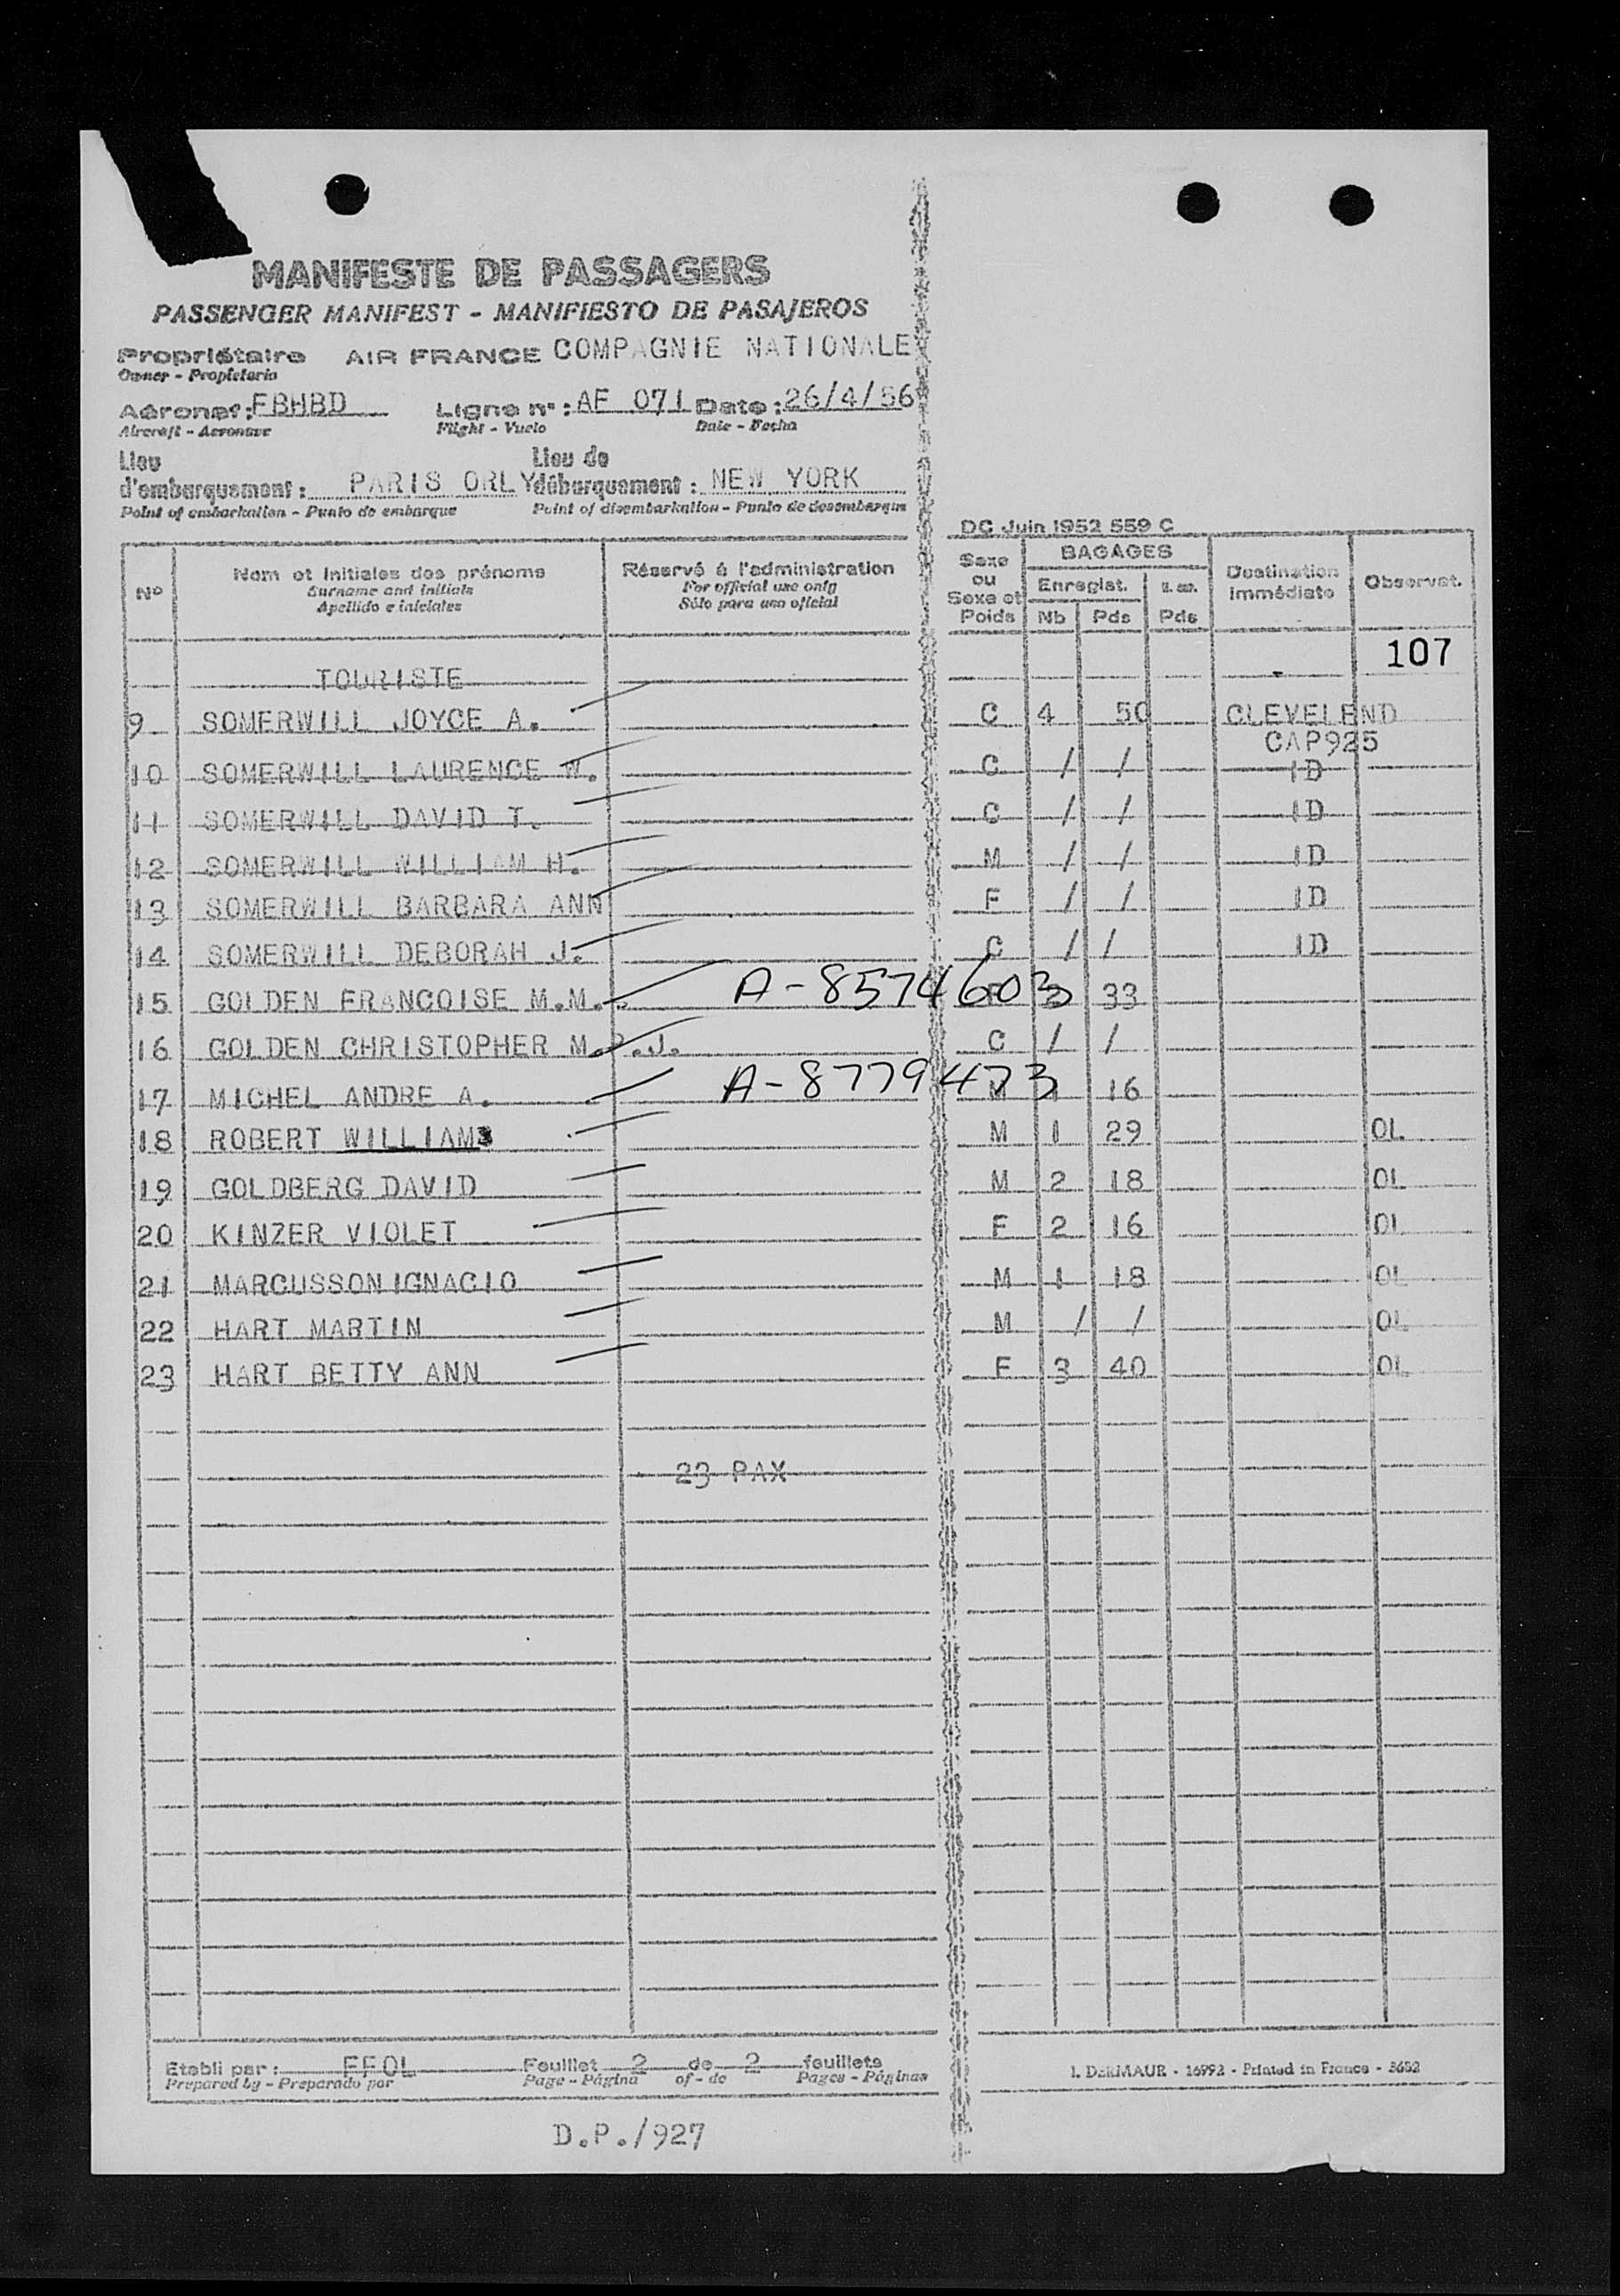 MANIFESTE DE PASSAGERS
PASSENGER MANIFEST - MANIFIESTO DE PASAJEROS
Propriétaire AIR FRANCE COMPAGNIE NATIONALE
Owner - Propietario
Aéronef: FBHBD Ligne n°: AF 071 Date: 26/4/56
Aircraft - Aeronave Flight - Vuelo Date - Fecha
Lieu Lieu de
d'embarquement: PARIS ORLY débarquement: NEW YORK
Point of embarkation - Punto de embarque Point of disembarkation - Punto de desembarque
DC Juin 1952 559 C
N° Nom et initiales des prénoms Réservé à l'administration Sexe ou Sexe et Poids BAGAGES Destination immédiate Observat.
Surname and initials For official use only Enregist.
Apellido e iniciales Sólo para uso oficial Nb Pds Pds
107
TOURISTE
9 SOMERWILL JOYCE A. C 4 50 CLEVELEND
CAP925
10 SOMERWILL LAURENCE W. C / / ID
11 SOMERWILL DAVID T. C / / ID
12 SOMERWILL WILLIAM H. M / / ID
13 SOMERWILL BARBARA ANN F / / ID
14 SOMERWILL DEBORAH J. C / / ID
15 GOLDEN FRANCOISE M.M. A-8574603 33
16 GOLDEN CHRISTOPHER M.P.J. C / /
17 MICHEL ANDRE A. A-8779473 M 1 16
18 ROBERT WILLIAMS M 1 29 OL
19 GOLDBERG DAVID M 2 18 OL
20 KINZER VIOLET F 2 16 OL
21 MARCUSSON IGNACIO M 1 18 OL
22 HART MARTIN M / / OL
23 HART BETTY ANN F 3 40 OL
23 PAX
Etabli par: FFOL Feuillet 2 de 2 feuillets
Prepared by - Preparado por Page - Página of - de Pages - Páginas
I. DERMAUR - 16992 - Printed in France - 3652
D.P./927